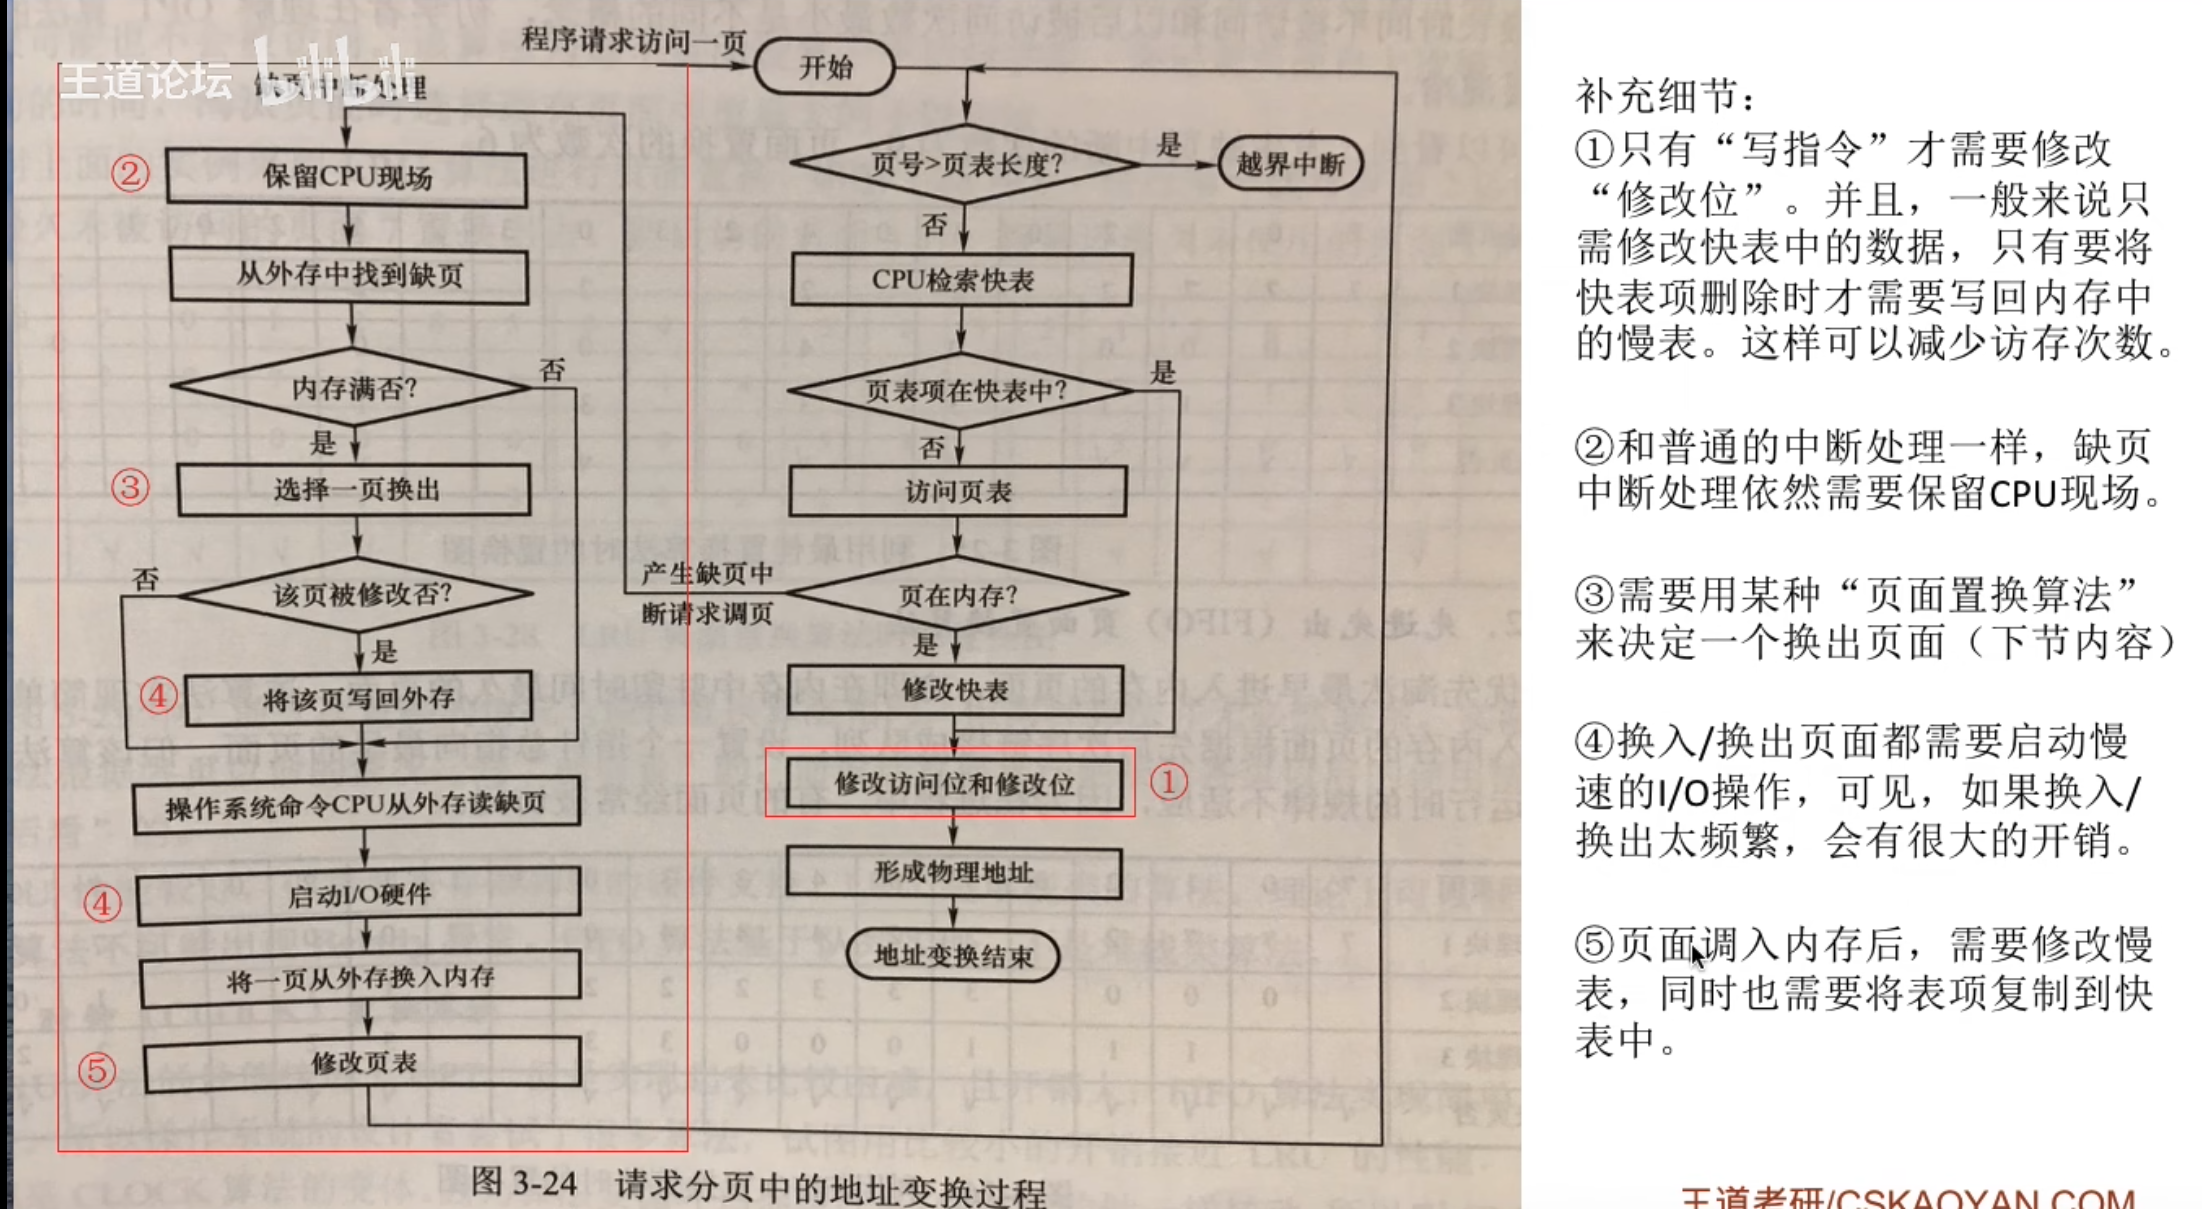 王道论坛
bilibili
缺页中断处理
②
保留CPU现场
从外存中找到缺页
内存满否?
否
是
③
选择一页换出
否
该页被修改否?
是
④
将该页写回外存
操作系统命令CPU从外存读缺页
④
启动I/O硬件
将一页从外存换入内存
⑤
修改页表
程序请求访问一页
开始
页号>页表长度?
是
越界中断
否
CPU检索快表
页表项在快表中?
是
否
访问页表
产生缺页中
断请求调页
页在内存?
是
修改快表
修改访问位和修改位
①
形成物理地址
地址变换结束
图 3-24 请求分页中的地址变换过程
补充细节：
①只有“写指令”才需要修改
“修改位”。并且，一般来说只
需修改快表中的数据，只有要将
快表项删除时才需要写回内存中
的慢表。这样可以减少访存次数。
②和普通的中断处理一样，缺页
中断处理依然需要保留CPU现场。
③需要用某种“页面置换算法”
来决定一个换出页面（下节内容）
④换入/换出页面都需要启动慢
速的I/O操作，可见，如果换入/
换出太频繁，会有很大的开销。
⑤页面调入内存后，需要修改慢
表，同时也需要将表项复制到快
表中。
王道考研/CSKAOYAN.COM